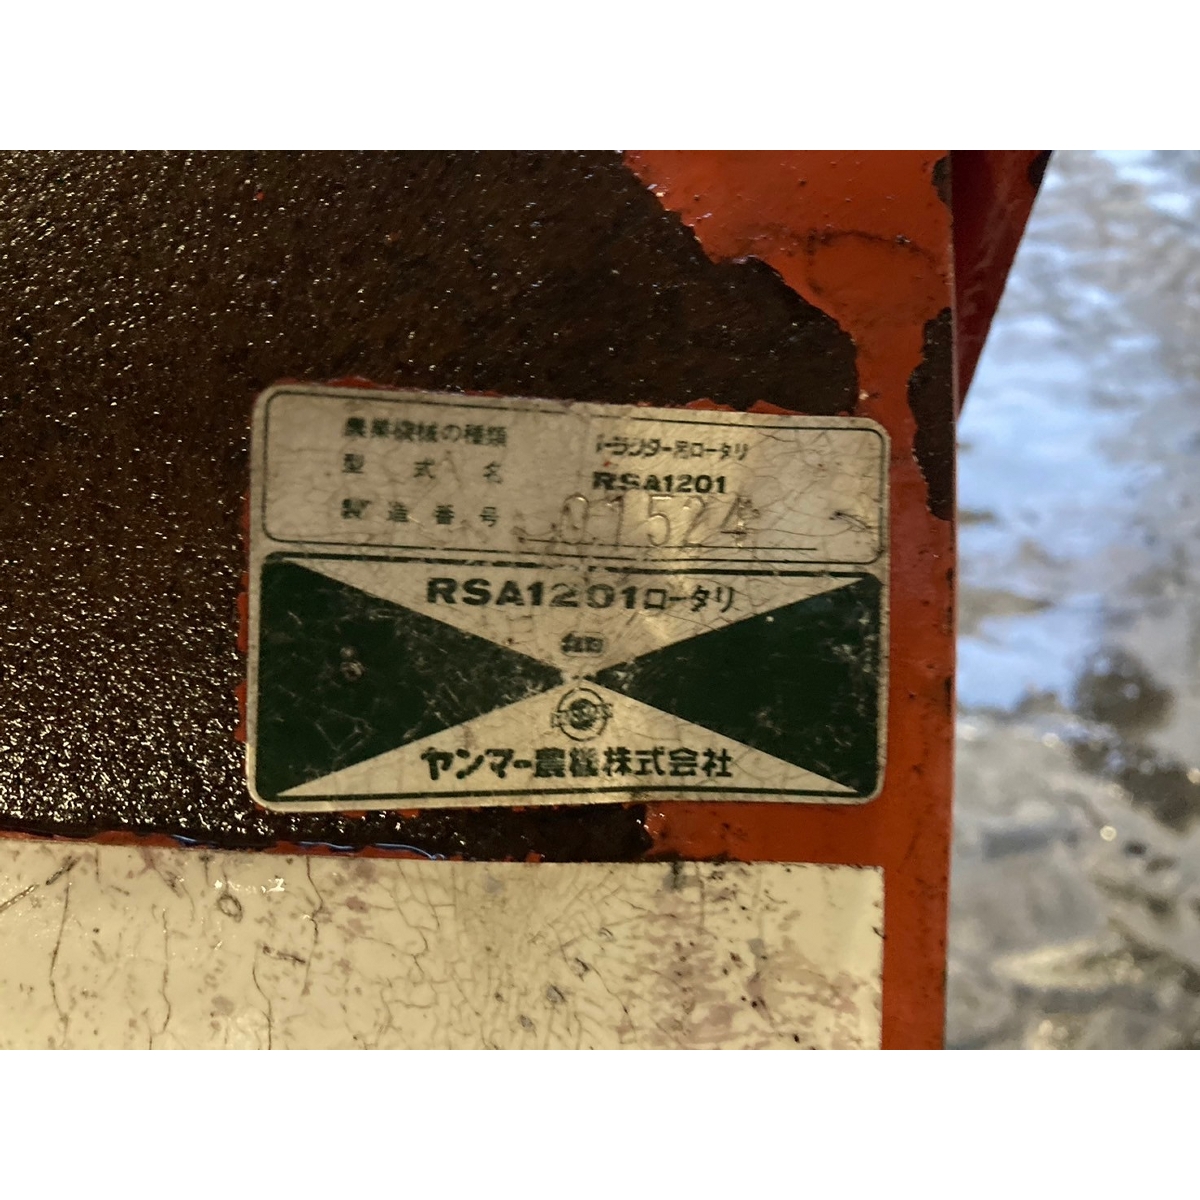 農業機械の種類 トラクター用ロータリ
型式名 RSA1201
製造番号 01524
RSA1201ロータリ
ヤンマー農機株式会社